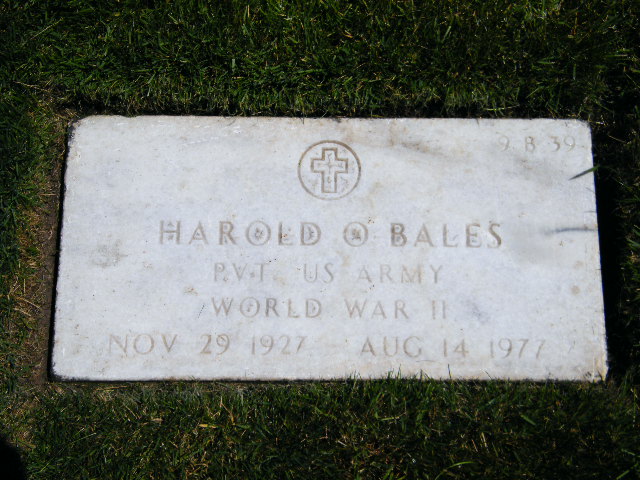 9 B 39
HAROLD O BALES
PVT US ARMY
WORLD WAR II
NOV 29 1927 AUG 14 1977